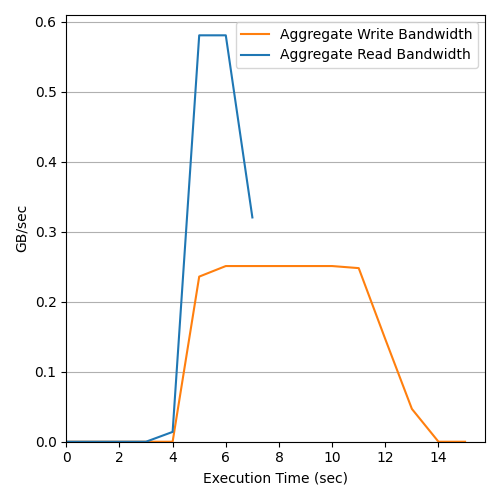 Aggregate Write Bandwidth
Aggregate Read Bandwidth
0.6
0.5
0.4
0.3
0.2
0.1
0.0
GB/sec
0 2 4 6 8 10 12 14
Execution Time (sec)